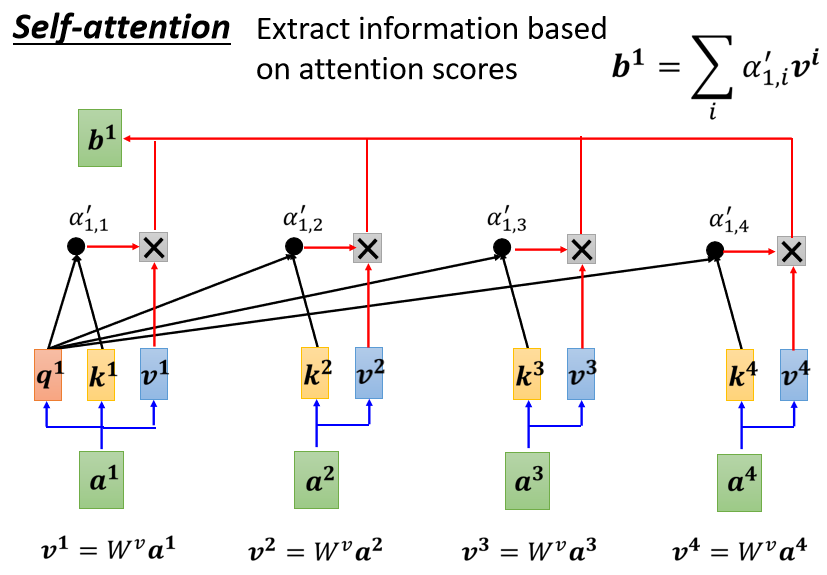 Self-attention Extract information based
on attention scores
𝒃¹ = ∑ᵢ α′₁,ᵢ 𝒗ⁱ
b¹
α′₁,₁ α′₁,₂ α′₁,₃ α′₁,₄
× × × ×
q¹ k¹ v¹ k² v² k³ v³ k⁴ v⁴
a¹ a² a³ a⁴
v¹ = Wᵛa¹ v² = Wᵛa² v³ = Wᵛa³ v⁴ = Wᵛa⁴